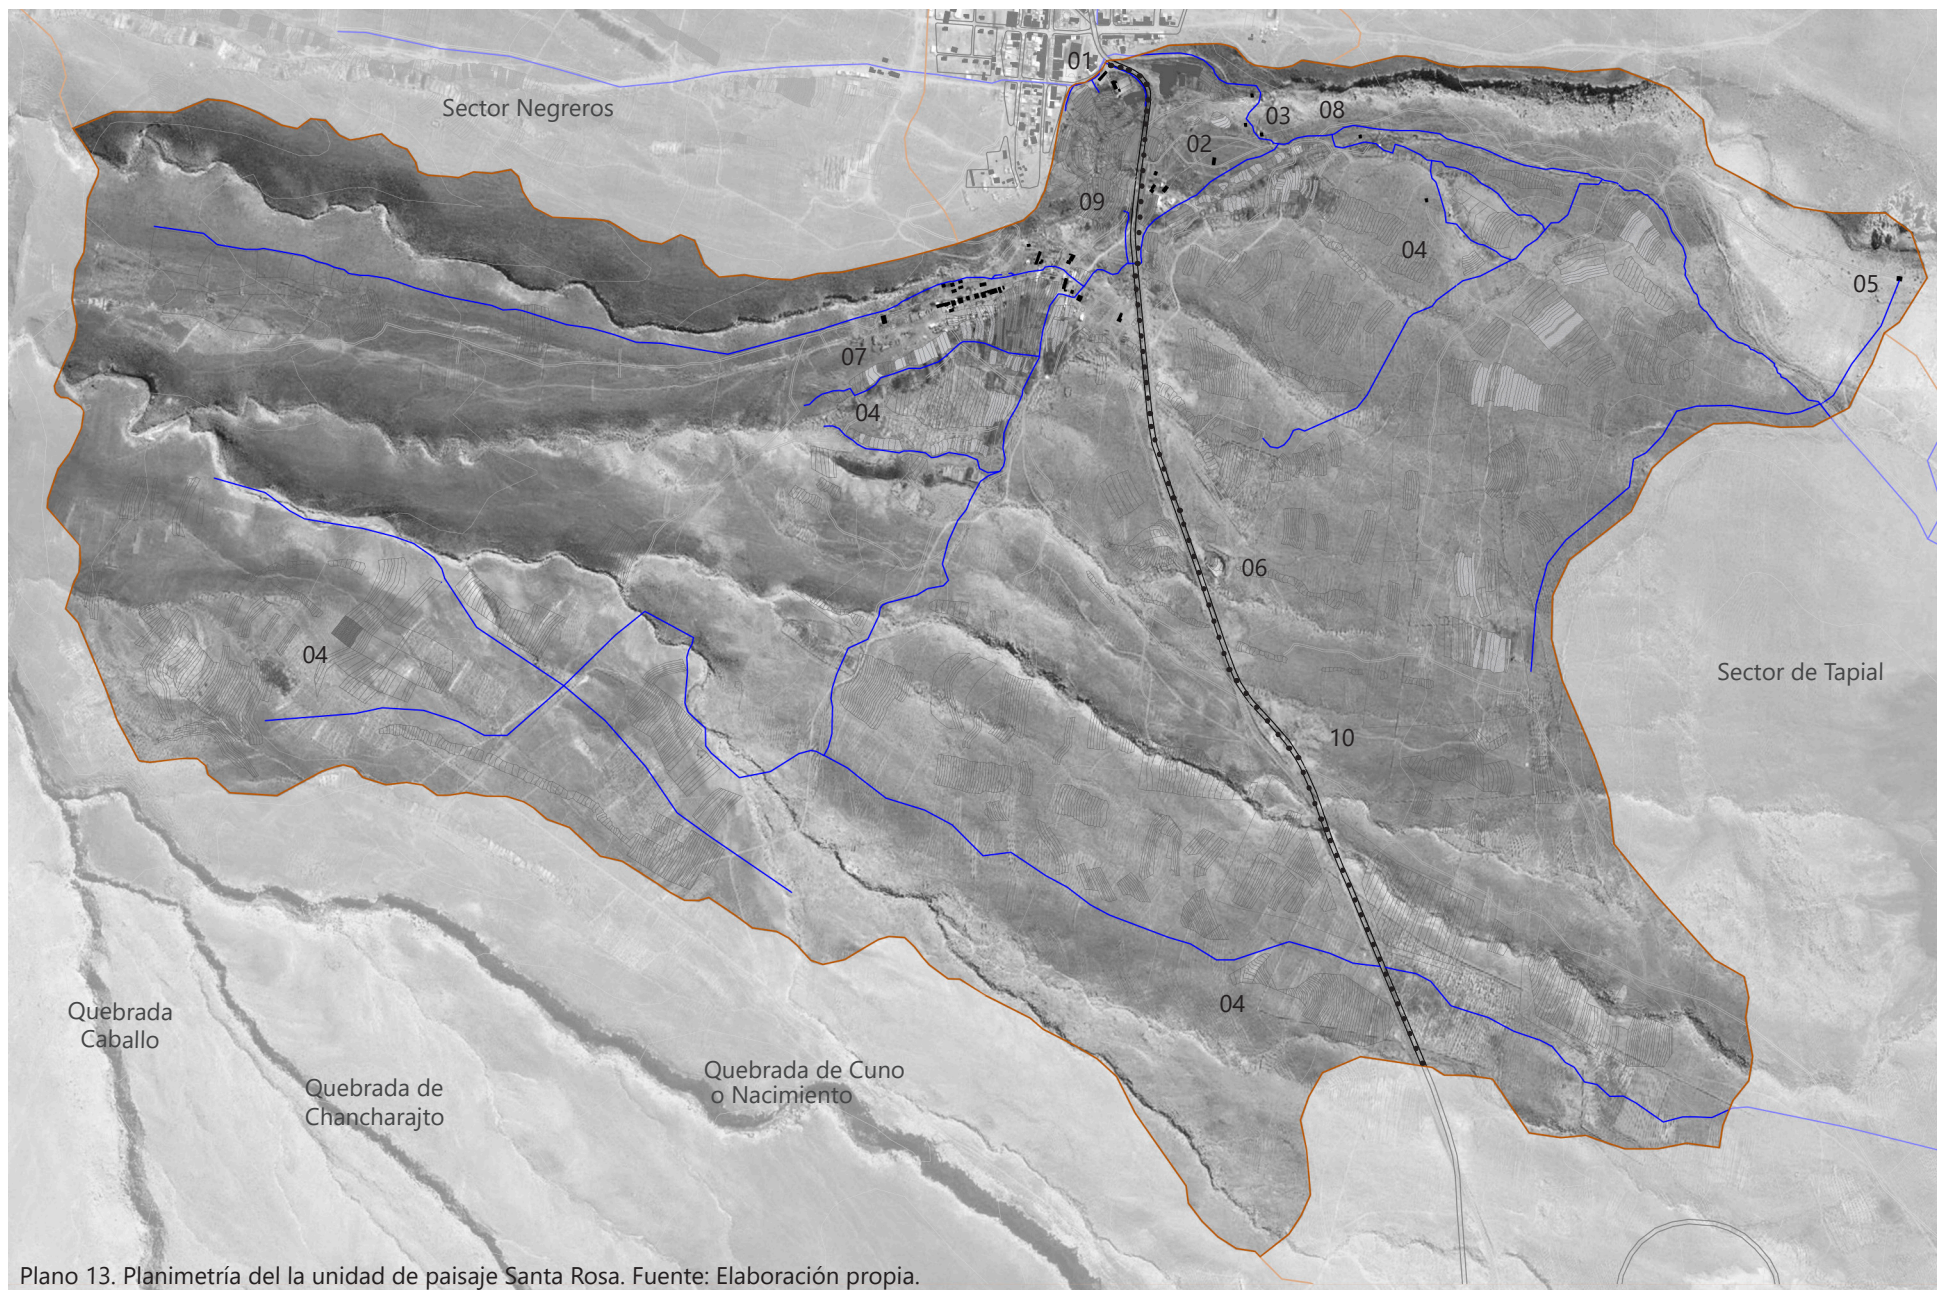 01
Sector Negreros
03
08
02
09
04
05
07
04
06
04
Sector de Tapial
10
04
Quebrada
Caballo
Quebrada de
Chancharajto
Quebrada de Cuno
o Nacimiento
Plano 13. Planimetría del la unidad de paisaje Santa Rosa. Fuente: Elaboración propia.